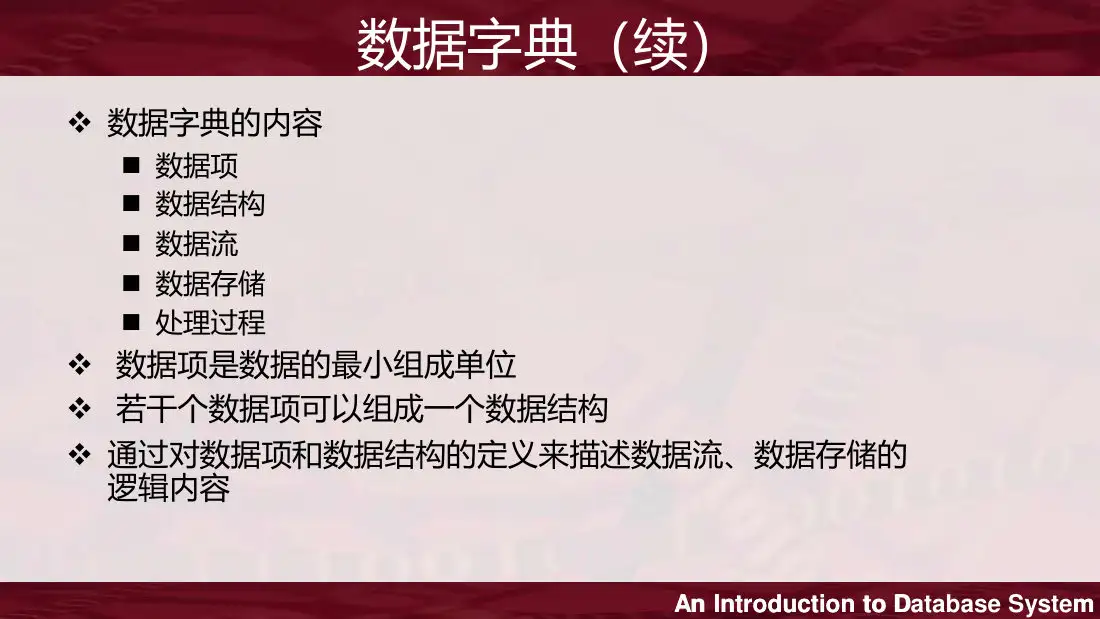 数据字典（续）
数据字典的内容
数据项
数据结构
数据流
数据存储
处理过程
数据项是数据的最小组成单位
若干个数据项可以组成一个数据结构
通过对数据项和数据结构的定义来描述数据流、数据存储的
逻辑内容
An Introduction to Database System